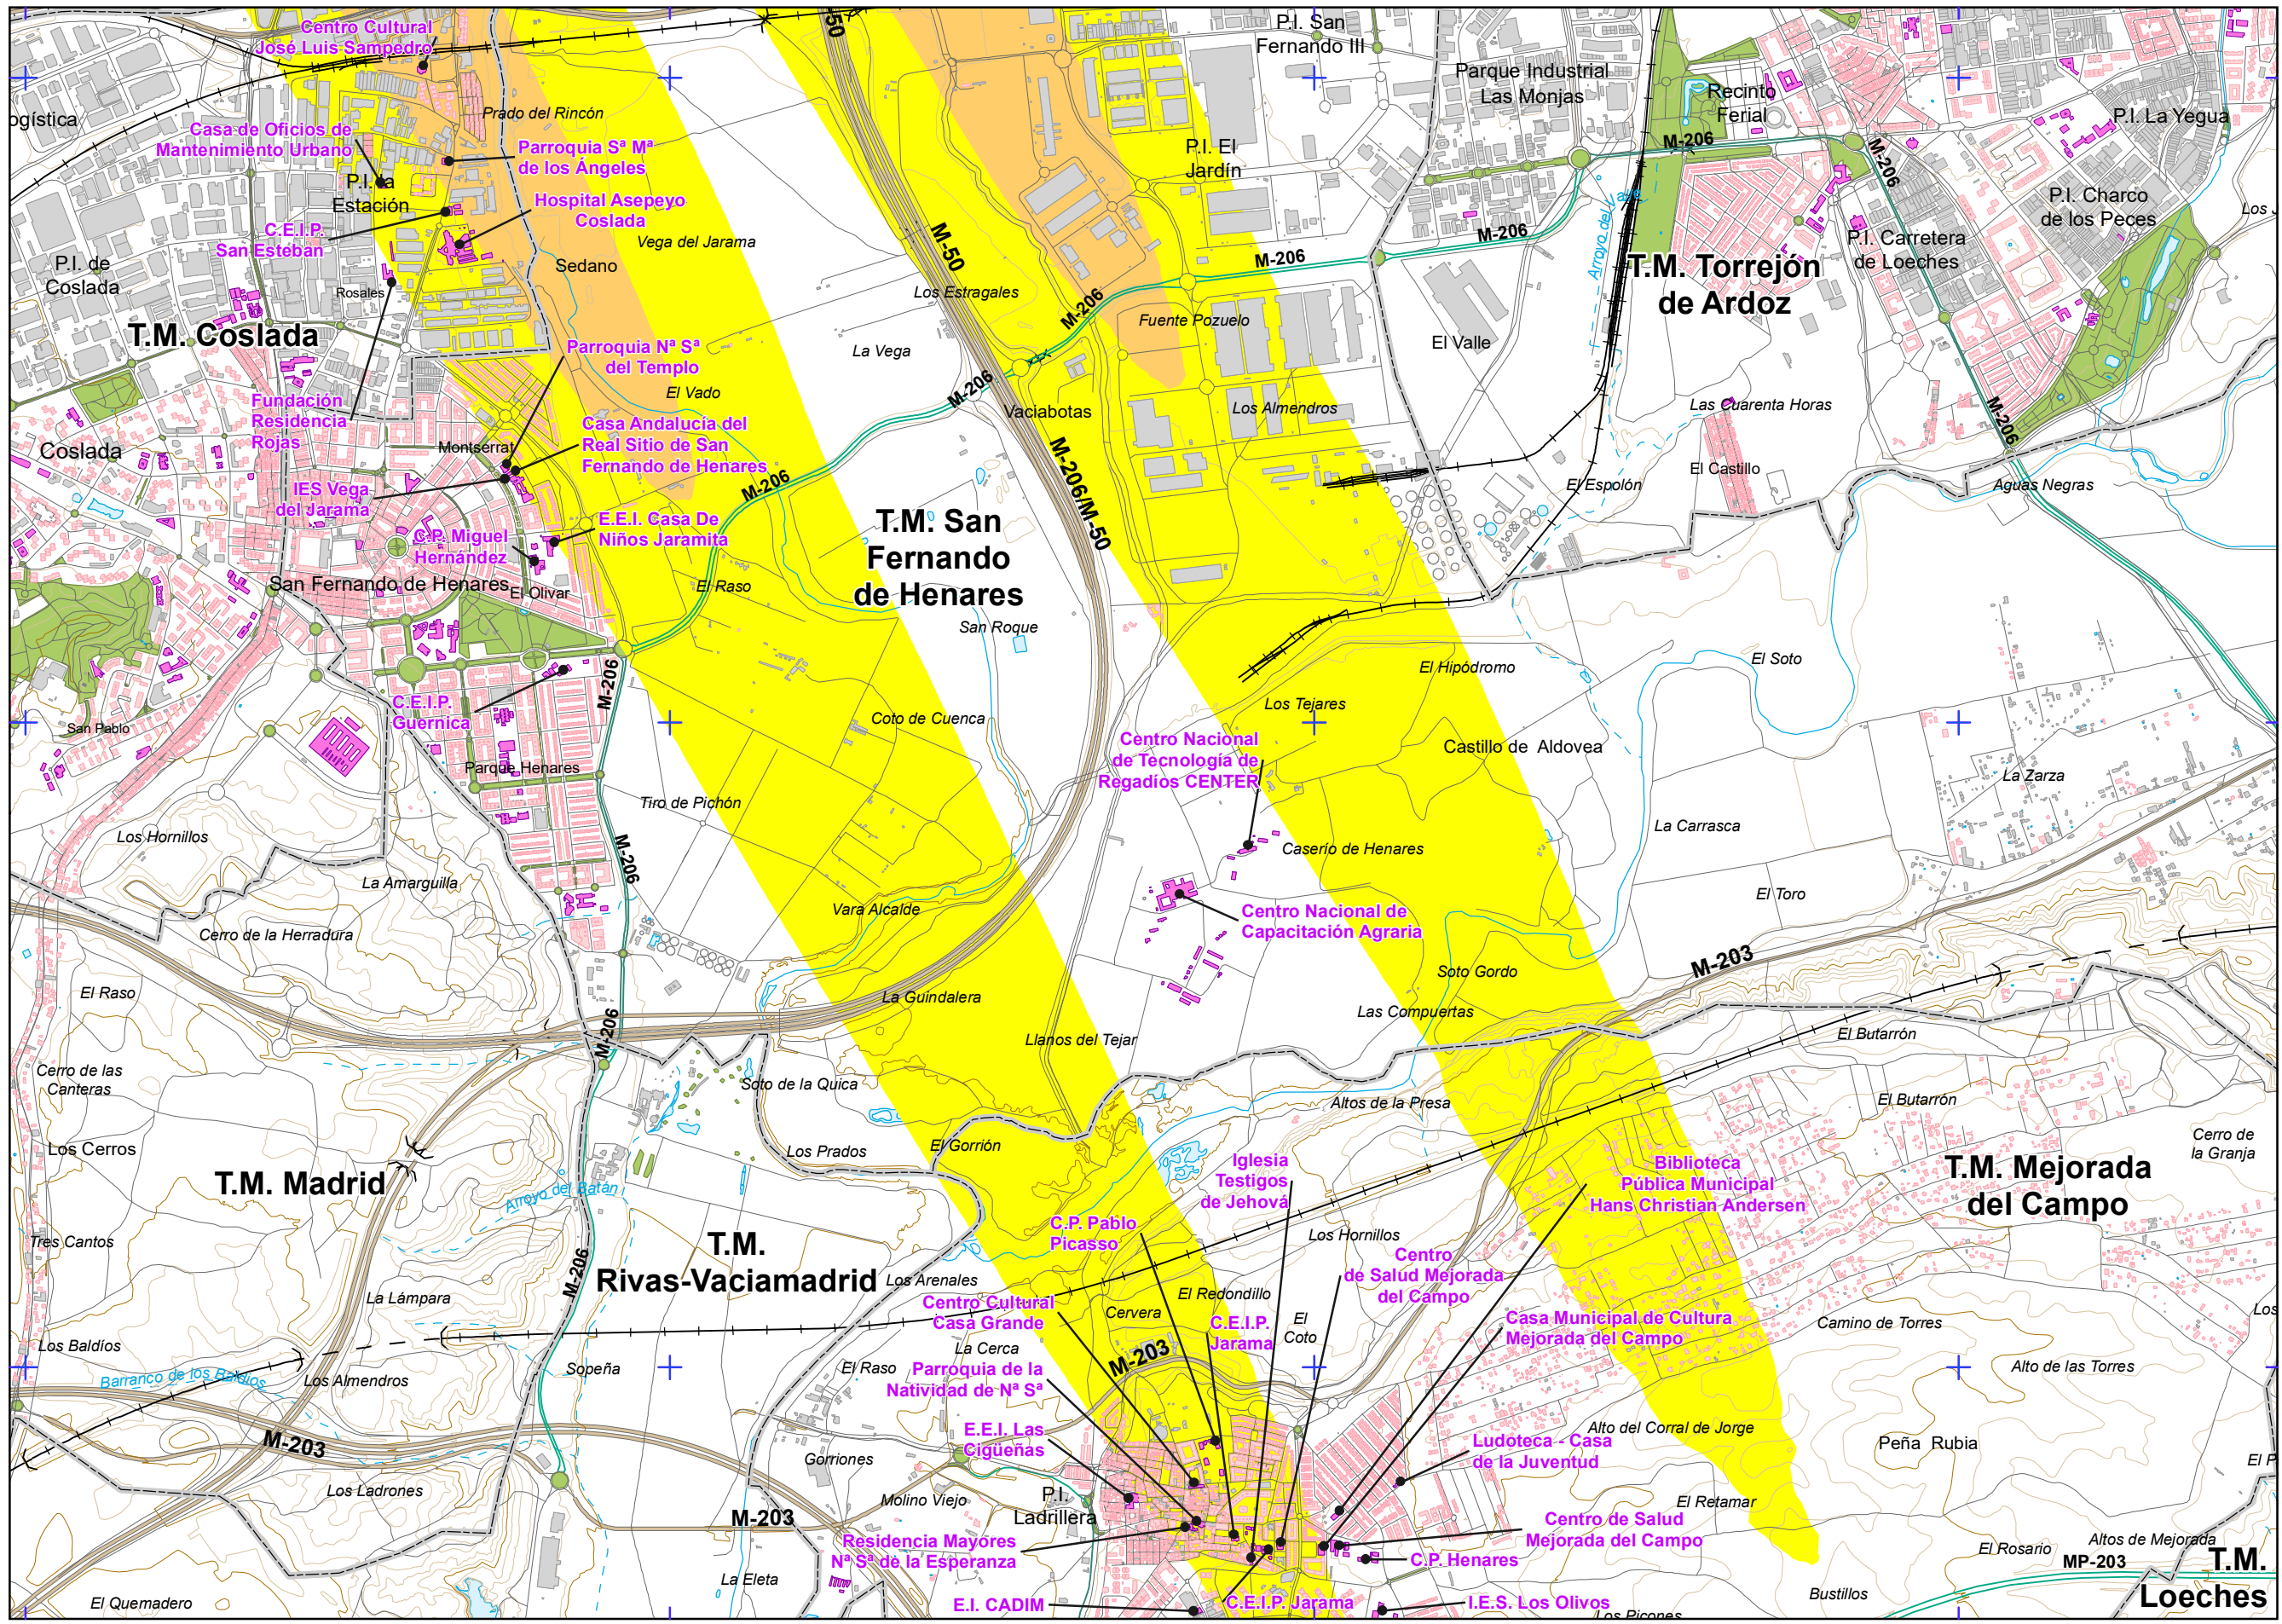 Centro Cultural
José Luis Sampedro
-50
P.I. San
Fernando III
Parque Industrial
Las Monjas
Recinto
Ferial
P.I. La Yegua
ogística
Prado del Rincón
Casa de Oficios de
Mantenimiento Urbano
Parroquia Sª Mª
de los Ángeles
P.I. El
Jardín
M-206
M-206
P.I. la
Estación
Hospital Asepeyo
Coslada
P.I. Charco
de los Peces
Los J
C.E.I.P.
San Esteban
Vega del Jarama
M-50
M-206
M-206
Arroyo del Valle
P.I. Carretera
de Loeches
P.I. de
Coslada
Sedano
Rosales
Los Estragales
T.M. Torrejón
de Ardoz
M-206
Fuente Pozuelo
T.M. Coslada
Parroquia Nª Sª
del Templo
La Vega
El Valle
El Vado
M-206
Vaciabotas
Los Almendros
Las Cuarenta Horas
M-206
Fundación
Residencia
Rojas
Casa Andalucía del
Real Sitio de San
Fernando de Henares
Coslada
Montserrat
M-206/M-50
El Castillo
IES Vega
del Jarama
M-206
El Espolón
Aguas Negras
E.E.I. Casa De
Niños Jaramita
T.M. San
Fernando
de Henares
C.P. Miguel
Hernández
San Fernando de Henares
El Olivar
El Raso
San Roque
El Hipódromo
El Soto
M-206
C.E.I.P.
Guernica
San Pablo
Los Tejares
Coto de Cuenca
Centro Nacional
de Tecnología de
Regadíos CENTER
Castillo de Aldovea
Parque Henares
La Zarza
Tiro de Pichón
Los Hornillos
La Carrasca
M-206
Caserío de Henares
La Amarguilla
Vara Alcalde
El Toro
Centro Nacional de
Capacitación Agraria
Cerro de la Herradura
M-203
Soto Gordo
El Raso
La Guindalera
Las Compuertas
Llanos del Tejar
El Butarrón
M-206
Cerro de las
Canteras
Soto de la Quica
Altos de la Presa
El Butarrón
Los Cerros
Los Prados
El Gorrión
Cerro de
la Granja
T.M. Madrid
Iglesia
Testigos
de Jehová
Biblioteca
Pública Municipal
Hans Christian Andersen
T.M. Mejorada
del Campo
Arroyo del Batán
C.P. Pablo
Picasso
Tres Cantos
T.M.
Rivas-Vaciamadrid
Los Hornillos
Centro
de Salud Mejorada
del Campo
M-206
Los Arenales
La Lámpara
El Redondillo
Centro Cultural
Casa Grande
Cervera
C.E.I.P.
Jarama
El
Coto
Casa Municipal de Cultura
Mejorada del Campo
Camino de Torres
Los
Los Baldíos
La Cerca
M-203
El Raso
Sopeña
Parroquia de la
Natividad de Nª Sª
Alto de las Torres
Barranco de los Baldíos
Los Almendros
E.E.I. Las
Cigüeñas
Alto del Corral de Jorge
M-203
Ludoteca - Casa
de la Juventud
Peña Rubia
Gorriones
El P
Los Ladrones
Molino Viejo
P.I.
Ladrillera
El Retamar
M-203
Residencia Mayores
Nª Sª de la Esperanza
Centro de Salud
Mejorada del Campo
Altos de Mejorada
El Rosario
C.P. Henares
MP-203
T.M.
Loeches
La Eleta
El Quemadero
E.I. CADIM
C.E.I.P. Jarama
I.E.S. Los Olivos
Bustillos
Los Picones